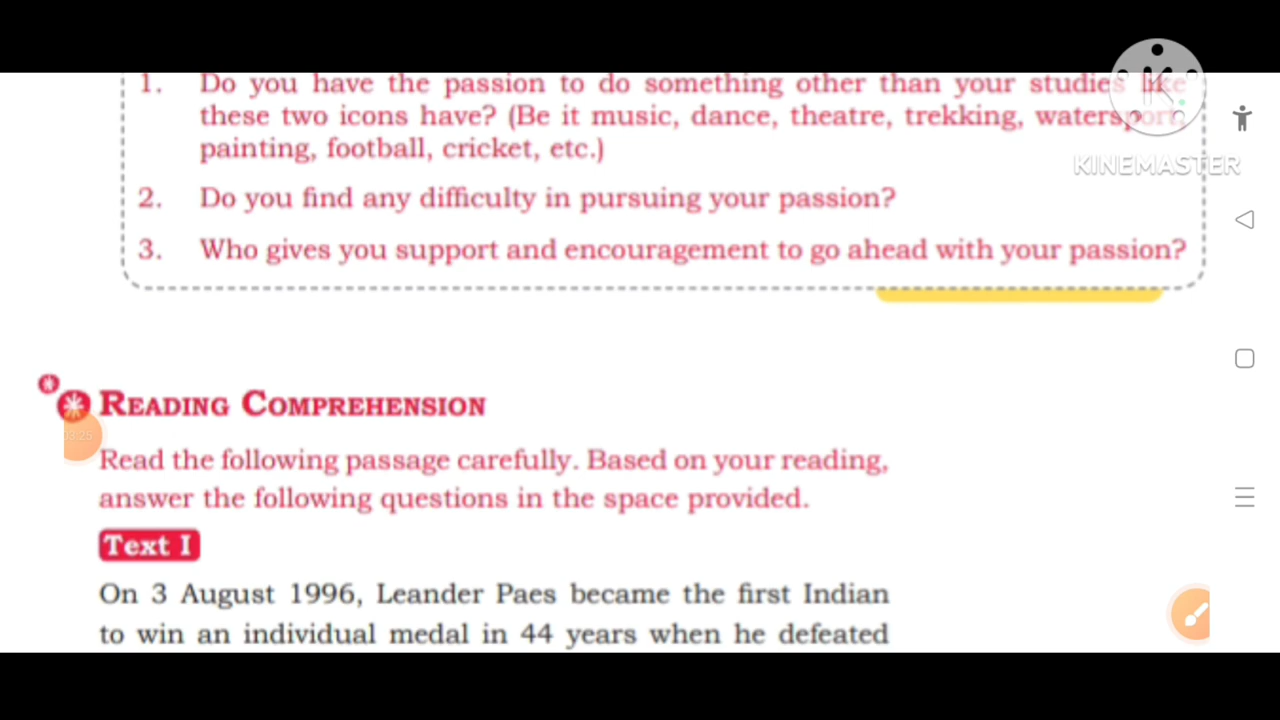 1. Do you have the passion to do something other than your studies like
these two icons have? (Be it music, dance, theatre, trekking, watersport,
painting, football, cricket, etc.)
KINEMASTER
2. Do you find any difficulty in pursuing your passion?
3. Who gives you support and encouragement to go ahead with your passion?
READING COMPREHENSION
03:25
Read the following passage carefully. Based on your reading,
answer the following questions in the space provided.
Text I
On 3 August 1996, Leander Paes became the first Indian
to win an individual medal in 44 years when he defeated